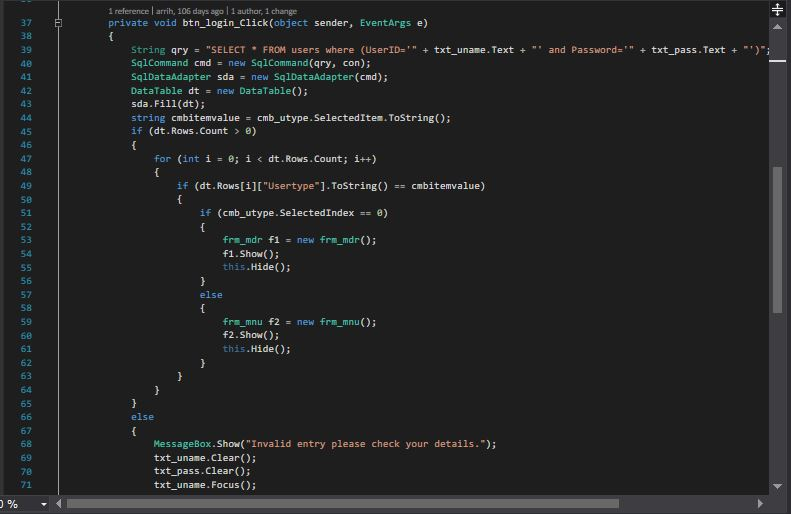 1 reference | arrih, 106 days ago | 1 author, 1 change
37 private void btn_login_Click(object sender, EventArgs e)
38 {
39 String qry = "SELECT * FROM users where (UserID='" + txt_uname.Text + "' and Password='" + txt_pass.Text + "')";
40 SqlCommand cmd = new SqlCommand(qry, con);
41 SqlDataAdapter sda = new SqlDataAdapter(cmd);
42 DataTable dt = new DataTable();
43 sda.Fill(dt);
44 string cmbitemvalue = cmb_utype.SelectedItem.ToString();
45 if (dt.Rows.Count > 0)
46 {
47 for (int i = 0; i < dt.Rows.Count; i++)
48 {
49 if (dt.Rows[i]["Usertype"].ToString() == cmbitemvalue)
50 {
51 if (cmb_utype.SelectedIndex == 0)
52 {
53 frm_mdr f1 = new frm_mdr();
54 f1.Show();
55 this.Hide();
56 }
57 else
58 {
59 frm_mnu f2 = new frm_mnu();
60 f2.Show();
61 this.Hide();
62 }
63 }
64 }
65 }
66 else
67 {
68 MessageBox.Show("Invalid entry please check your details.");
69 txt_uname.Clear();
70 txt_pass.Clear();
71 txt_uname.Focus();
0 %